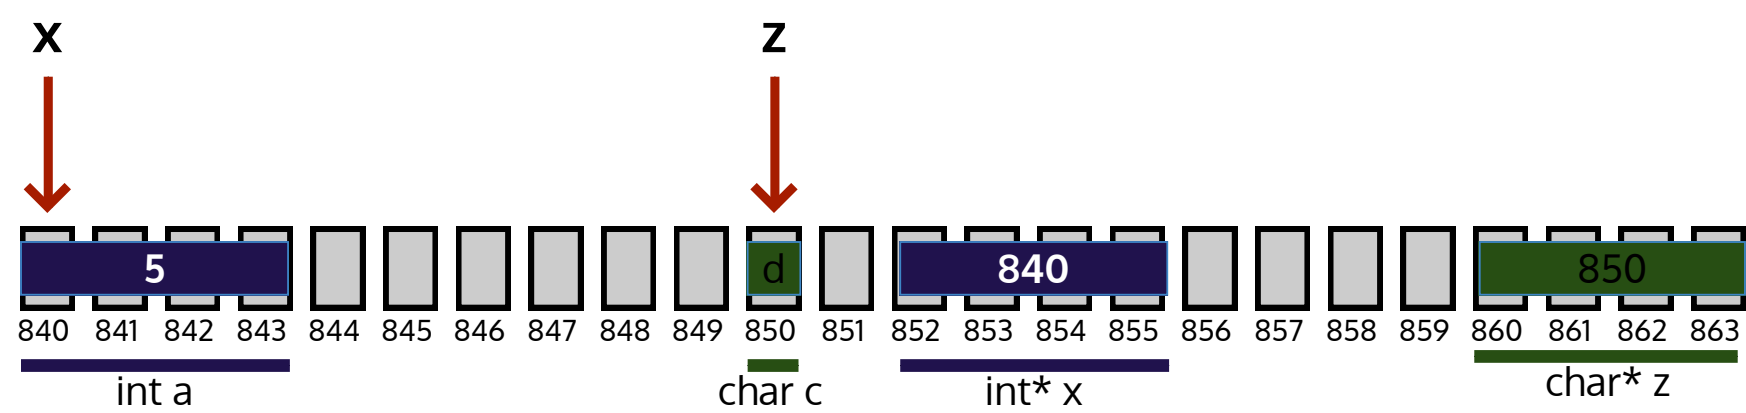 X Z
5 d 840 850
840 841 842 843 844 845 846 847 848 849 850 851 852 853 854 855 856 857 858 859 860 861 862 863
int a char c int* x char* z